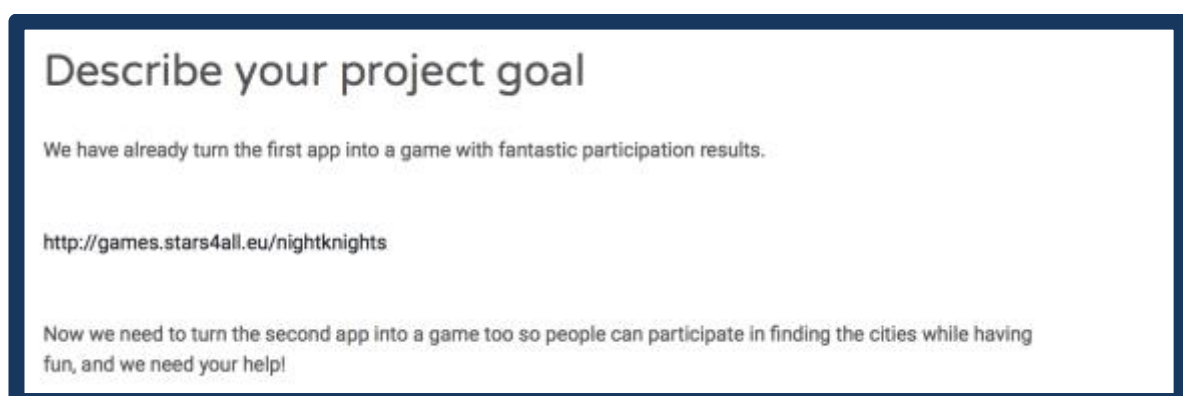 Describe your project goal
We have already turn the first app into a game with fantastic participation results.
http://games.stars4all.eu/nightknights
Now we need to turn the second app into a game too so people can participate in finding the cities while having
fun, and we need your help!